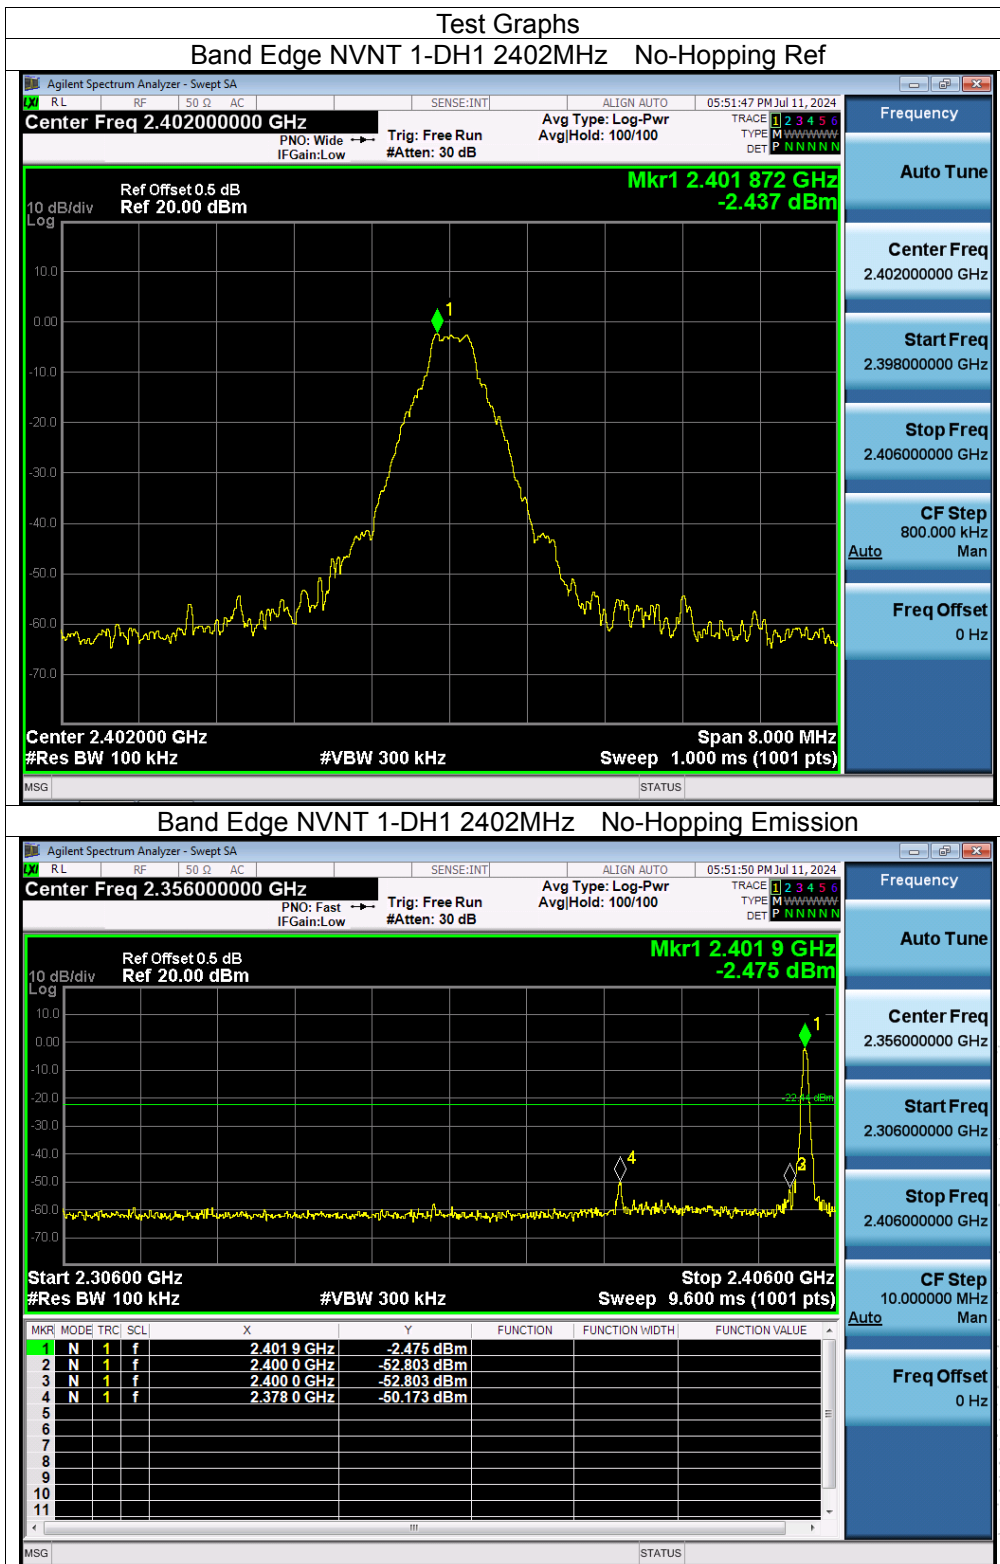 Test Graphs
Band Edge NVNT 1-DH1 2402MHz No-Hopping Ref
Agilent Spectrum Analyzer - Swept SA
LXI RL RF 50 Ω AC SENSE:INT ALIGN AUTO 05:51:47 PM Jul 11, 2024
Center Freq 2.402000000 GHz Avg Type: Log-Pwr TRACE 1 2 3 4 5 6
PNO: Wide Trig: Free Run Avg|Hold: 100/100 TYPE M WWWWW
IFGain:Low #Atten: 30 dB DET P N N N N N
Frequency
Auto Tune
Center Freq
2.402000000 GHz
Start Freq
2.398000000 GHz
Stop Freq
2.406000000 GHz
CF Step
800.000 kHz
Auto Man
Freq Offset
0 Hz
Mkr1 2.401 872 GHz
-2.437 dBm
Ref Offset 0.5 dB
10 dB/div Ref 20.00 dBm
Log
10.0
0.00
-10.0
-20.0
-30.0
-40.0
-50.0
-60.0
-70.0
1
Center 2.402000 GHz Span 8.000 MHz
#Res BW 100 kHz #VBW 300 kHz Sweep 1.000 ms (1001 pts)
MSG STATUS
Band Edge NVNT 1-DH1 2402MHz No-Hopping Emission
Agilent Spectrum Analyzer - Swept SA
LXI RL RF 50 Ω AC SENSE:INT ALIGN AUTO 05:51:50 PM Jul 11, 2024
Center Freq 2.356000000 GHz Avg Type: Log-Pwr TRACE 1 2 3 4 5 6
PNO: Fast Trig: Free Run Avg|Hold: 100/100 TYPE M WWWWW
IFGain:Low #Atten: 30 dB DET P N N N N N
Frequency
Auto Tune
Center Freq
2.356000000 GHz
Start Freq
2.306000000 GHz
Stop Freq
2.406000000 GHz
CF Step
10.000000 MHz
Auto Man
Freq Offset
0 Hz
Mkr1 2.401 9 GHz
-2.475 dBm
Ref Offset 0.5 dB
10 dB/div Ref 20.00 dBm
Log
10.0
0.00
-10.0
-20.0
-30.0
-40.0
-50.0
-60.0
-70.0
1
-22.44 dBm
4
3
Start 2.30600 GHz Stop 2.40600 GHz
#Res BW 100 kHz #VBW 300 kHz Sweep 9.600 ms (1001 pts)
MKR MODE TRC SCL X Y FUNCTION FUNCTION WIDTH FUNCTION VALUE
1 N 1 f 2.401 9 GHz -2.475 dBm
2 N 1 f 2.400 0 GHz -52.803 dBm
3 N 1 f 2.400 0 GHz -52.803 dBm
4 N 1 f 2.378 0 GHz -50.173 dBm
5
6
7
8
9
10
11
MSG STATUS